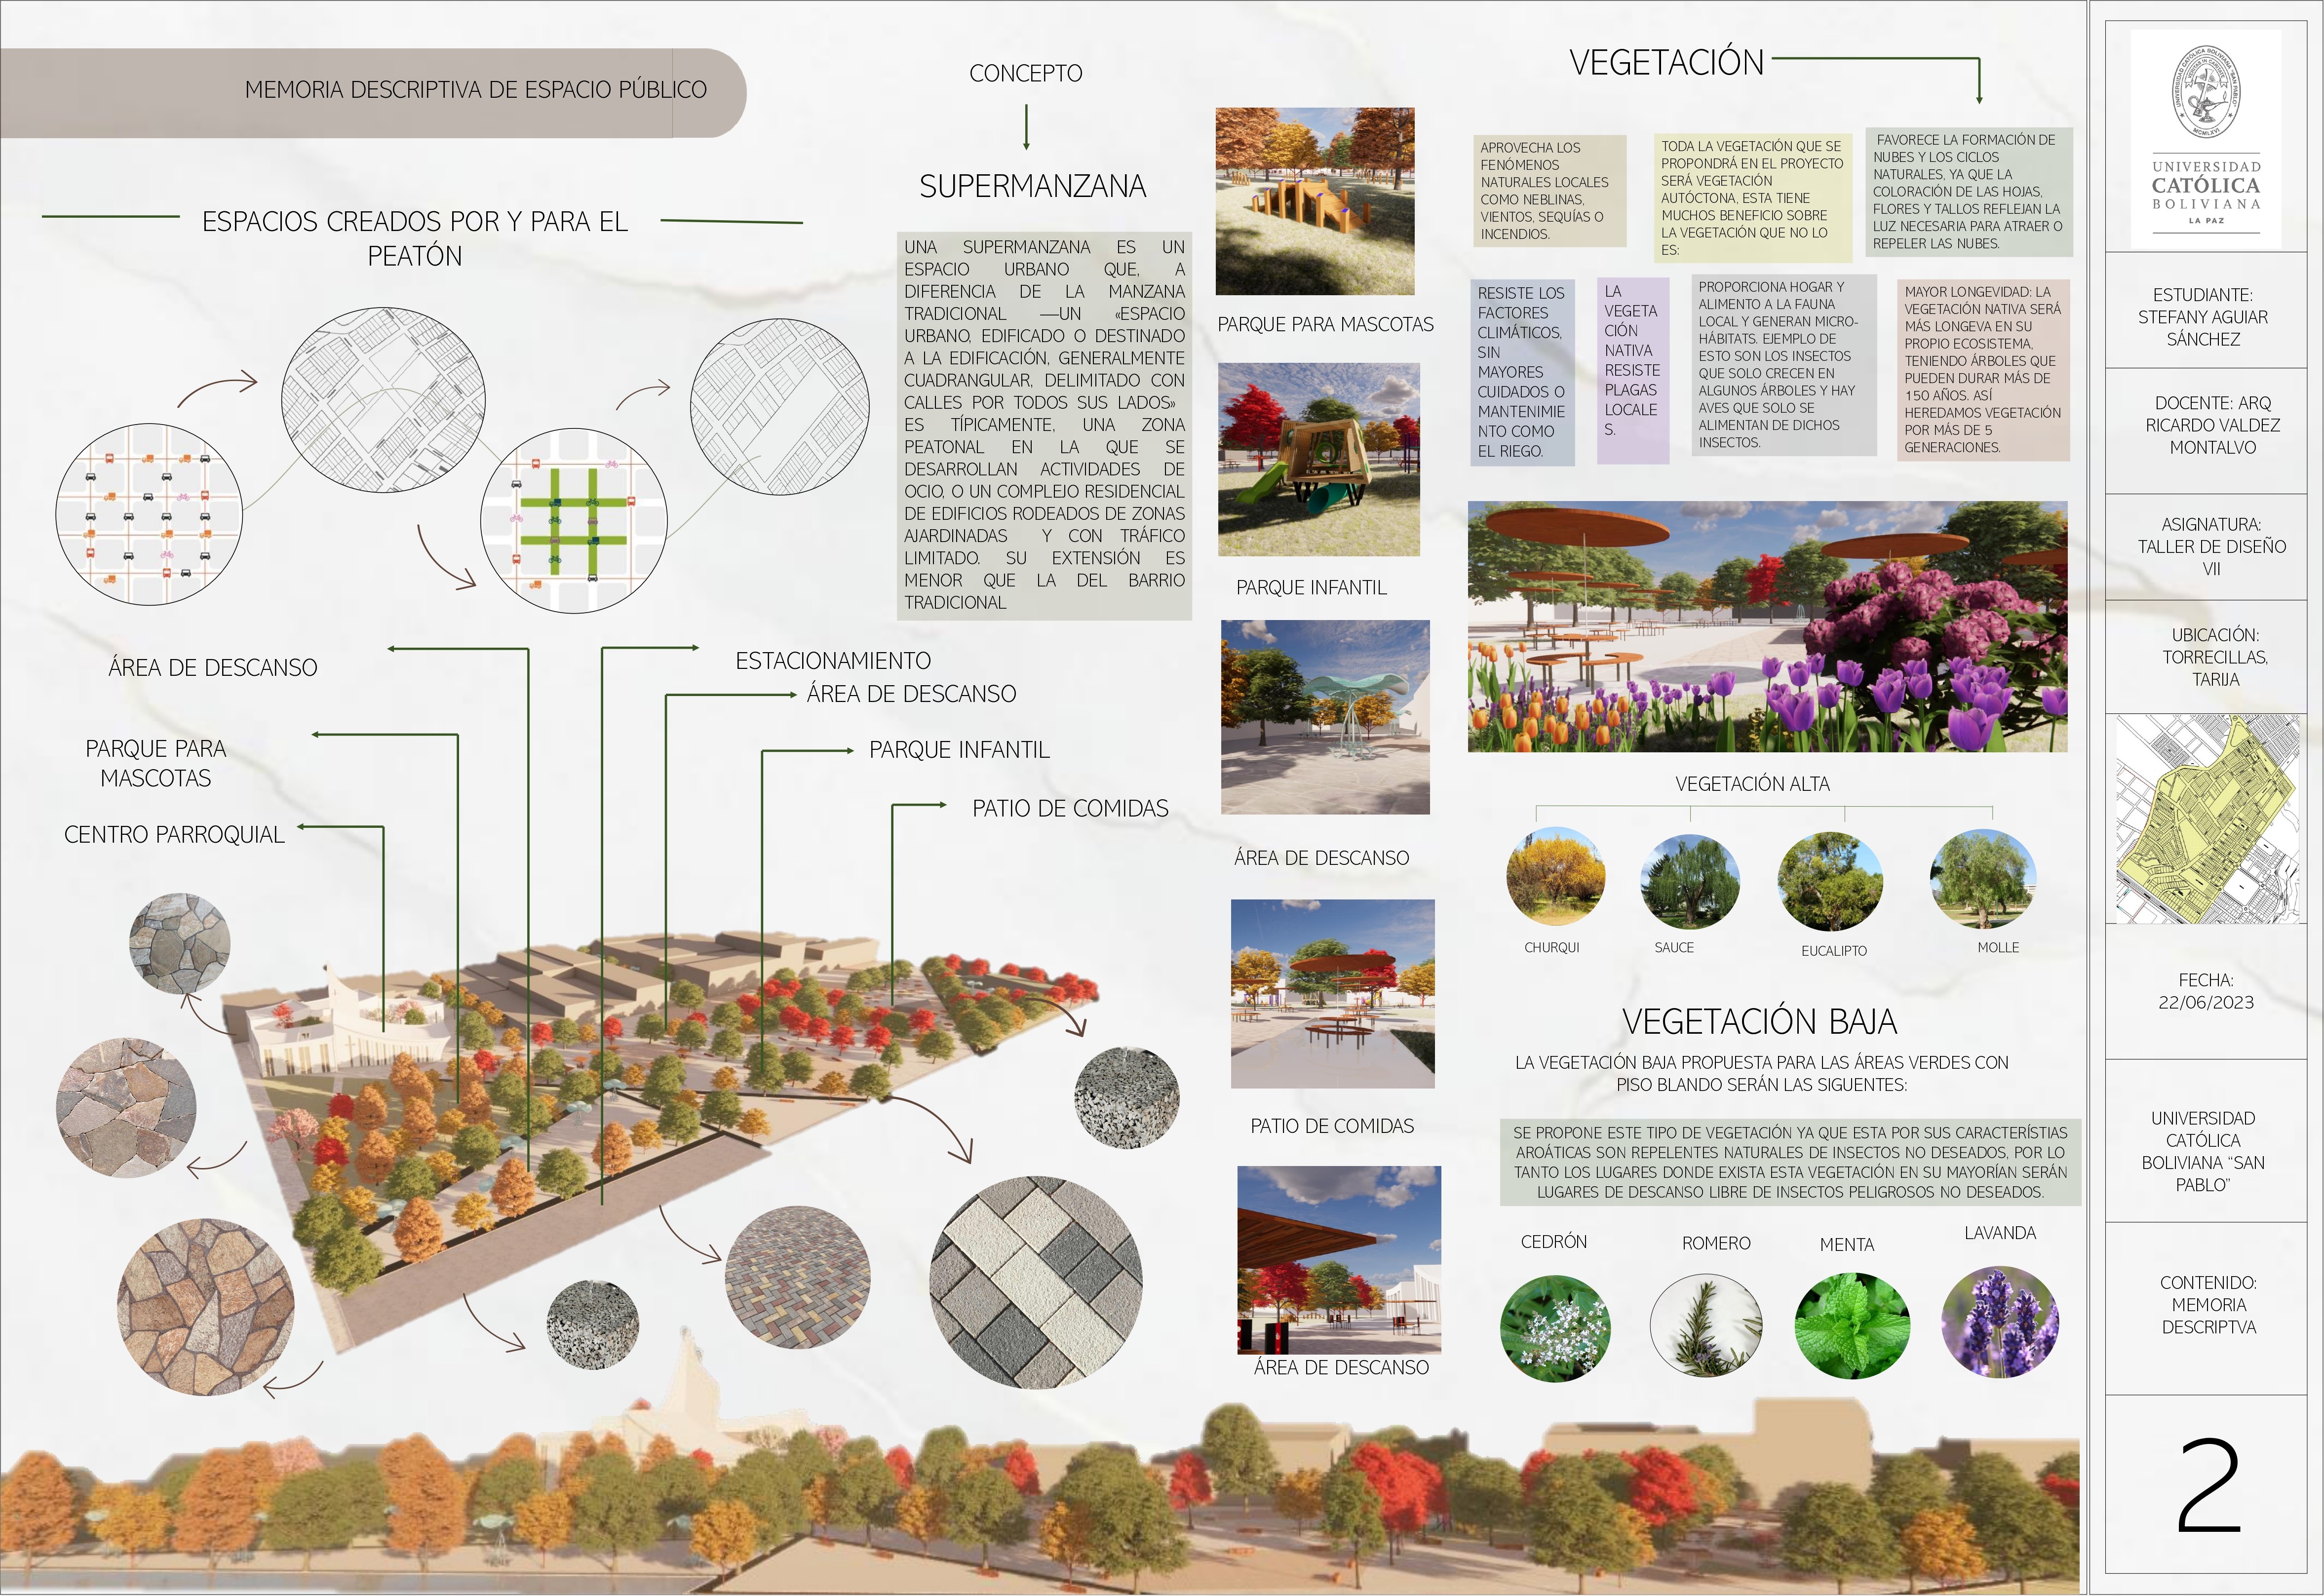 MEMORIA DESCRIPTIVA DE ESPACIO PÚBLICO
ESPACIOS CREADOS POR Y PARA EL
PEATÓN
CONCEPTO
SUPERMANZANA
UNA SUPERMANZANA ES UN
ESPACIO URBANO QUE, A
DIFERENCIA DE LA MANZANA
TRADICIONAL —UN «ESPACIO
URBANO, EDIFICADO O DESTINADO
A LA EDIFICACIÓN, GENERALMENTE
CUADRANGULAR, DELIMITADO CON
CALLES POR TODOS SUS LADOS»
ES TÍPICAMENTE, UNA ZONA
PEATONAL EN LA QUE SE
DESARROLLAN ACTIVIDADES DE
OCIO, O UN COMPLEJO RESIDENCIAL
DE EDIFICIOS RODEADOS DE ZONAS
AJARDINADAS Y CON TRÁFICO
LIMITADO. SU EXTENSIÓN ES
MENOR QUE LA DEL BARRIO
TRADICIONAL
ÁREA DE DESCANSO
PARQUE PARA
MASCOTAS
CENTRO PARROQUIAL
ESTACIONAMIENTO
ÁREA DE DESCANSO
PARQUE INFANTIL
PATIO DE COMIDAS
PARQUE PARA MASCOTAS
PARQUE INFANTIL
ÁREA DE DESCANSO
PATIO DE COMIDAS
ÁREA DE DESCANSO
VEGETACIÓN
APROVECHA LOS
FENÓMENOS
NATURALES LOCALES
COMO NEBLINAS,
VIENTOS, SEQUÍAS O
INCENDIOS.
TODA LA VEGETACIÓN QUE SE
PROPONDRÁ EN EL PROYECTO
SERÁ VEGETACIÓN
AUTÓCTONA, ESTA TIENE
MUCHOS BENEFICIO SOBRE
LA VEGETACIÓN QUE NO LO
ES:
FAVORECE LA FORMACIÓN DE
NUBES Y LOS CICLOS
NATURALES, YA QUE LA
COLORACIÓN DE LAS HOJAS,
FLORES Y TALLOS REFLEJAN LA
LUZ NECESARIA PARA ATRAER O
REPELER LAS NUBES.
RESISTE LOS
FACTORES
CLIMÁTICOS,
SIN
MAYORES
CUIDADOS O
MANTENIMIE
NTO COMO
EL RIEGO.
LA
VEGETA
CIÓN
NATIVA
RESISTE
PLAGAS
LOCALE
S.
PROPORCIONA HOGAR Y
ALIMENTO A LA FAUNA
LOCAL Y GENERAN MICRO-
HÁBITATS. EJEMPLO DE
ESTO SON LOS INSECTOS
QUE SOLO CRECEN EN
ALGUNOS ÁRBOLES Y HAY
AVES QUE SOLO SE
ALIMENTAN DE DICHOS
INSECTOS.
MAYOR LONGEVIDAD: LA
VEGETACIÓN NATIVA SERÁ
MÁS LONGEVA EN SU
PROPIO ECOSISTEMA,
TENIENDO ÁRBOLES QUE
PUEDEN DURAR MÁS DE
150 AÑOS. ASÍ
HEREDAMOS VEGETACIÓN
POR MÁS DE 5
GENERACIONES.
VEGETACIÓN ALTA
CHURQUI
SAUCE
EUCALIPTO
MOLLE
VEGETACIÓN BAJA
LA VEGETACIÓN BAJA PROPUESTA PARA LAS ÁREAS VERDES CON
PISO BLANDO SERÁN LAS SIGUENTES:
SE PROPONE ESTE TIPO DE VEGETACIÓN YA QUE ESTA POR SUS CARACTERÍSTIAS
AROÁTICAS SON REPELENTES NATURALES DE INSECTOS NO DESEADOS, POR LO
TANTO LOS LUGARES DONDE EXISTA ESTA VEGETACIÓN EN SU MAYORÍAN SERÁN
LUGARES DE DESCANSO LIBRE DE INSECTOS PELIGROSOS NO DESEADOS.
CEDRÓN
ROMERO
MENTA
LAVANDA
UNIVERSIDAD CATÓLICA BOLIVIANA "SAN PABLO"
MCMLXVI
UNIVERSIDAD
CATÓLICA
BOLIVIANA
LA PAZ
ESTUDIANTE:
STEFANY AGUIAR
SÁNCHEZ
DOCENTE: ARQ
RICARDO VALDEZ
MONTALVO
ASIGNATURA:
TALLER DE DISEÑO
VII
UBICACIÓN:
TORRECILLAS,
TARIJA
FECHA:
22/06/2023
UNIVERSIDAD
CATÓLICA
BOLIVIANA “SAN
PABLO”
CONTENIDO:
MEMORIA
DESCRIPTVA
2